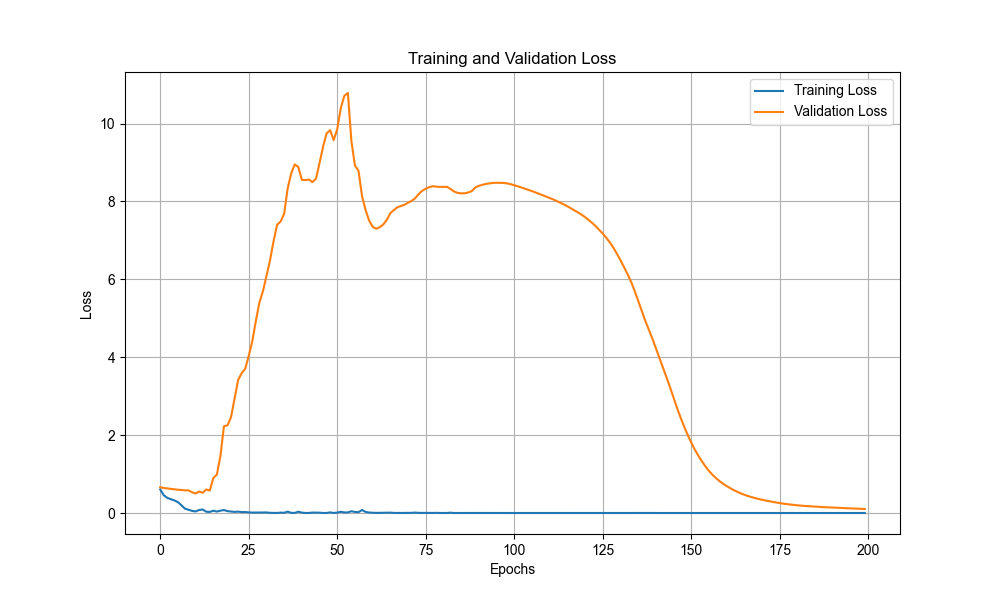 Training and Validation Loss
Training Loss
Validation Loss
10
8
6
4
2
0
Loss
0 25 50 75 100 125 150 175 200
Epochs